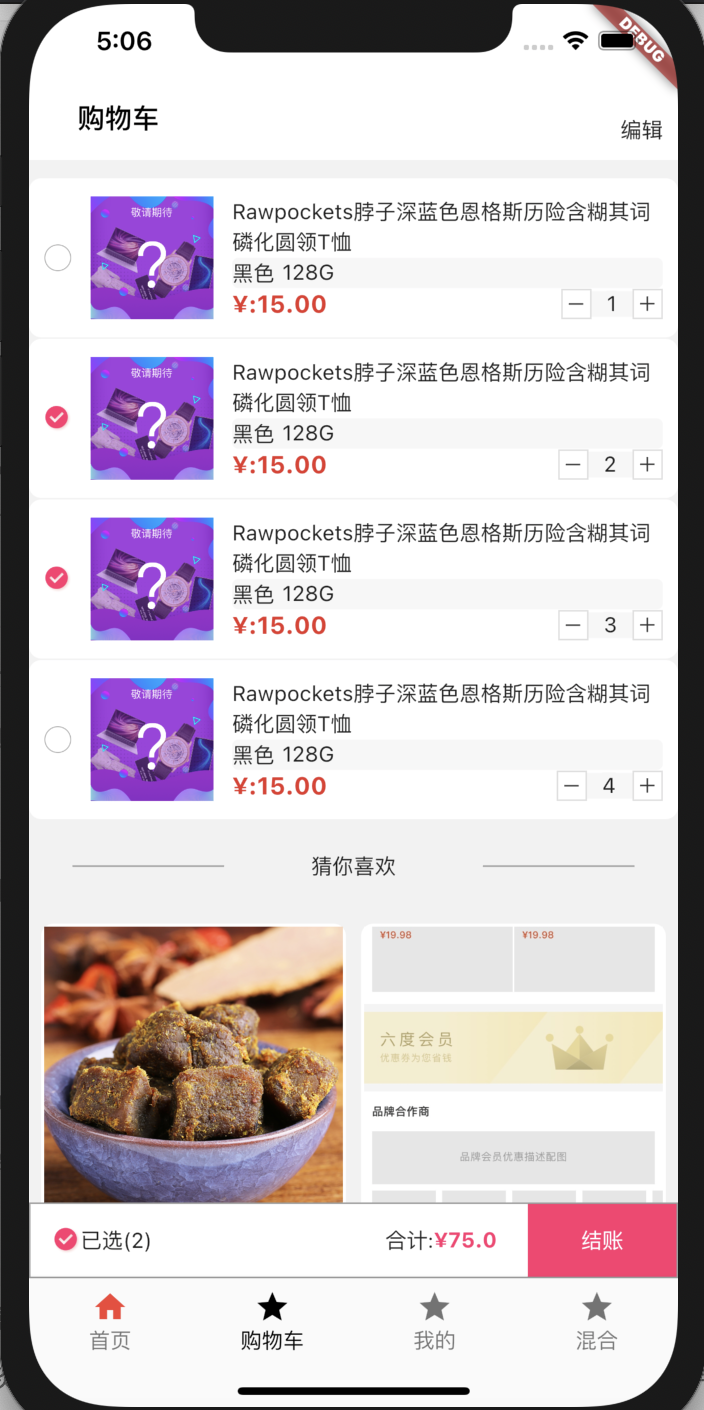 5:06
DEBUG
购物车
编辑
敬请期待
Rawpockets脖子深蓝色恩格斯历险含糊其词
磷化圆领T恤
黑色 128G
¥:15.00
1
敬请期待
Rawpockets脖子深蓝色恩格斯历险含糊其词
磷化圆领T恤
黑色 128G
¥:15.00
2
敬请期待
Rawpockets脖子深蓝色恩格斯历险含糊其词
磷化圆领T恤
黑色 128G
¥:15.00
3
敬请期待
Rawpockets脖子深蓝色恩格斯历险含糊其词
磷化圆领T恤
黑色 128G
¥:15.00
4
猜你喜欢
¥19.98 ¥19.98
六度会员
优惠券为您省钱
品牌合作商
品牌会员优惠描述配图
已选(2)
合计:¥75.0
结账
首页 购物车 我的 混合